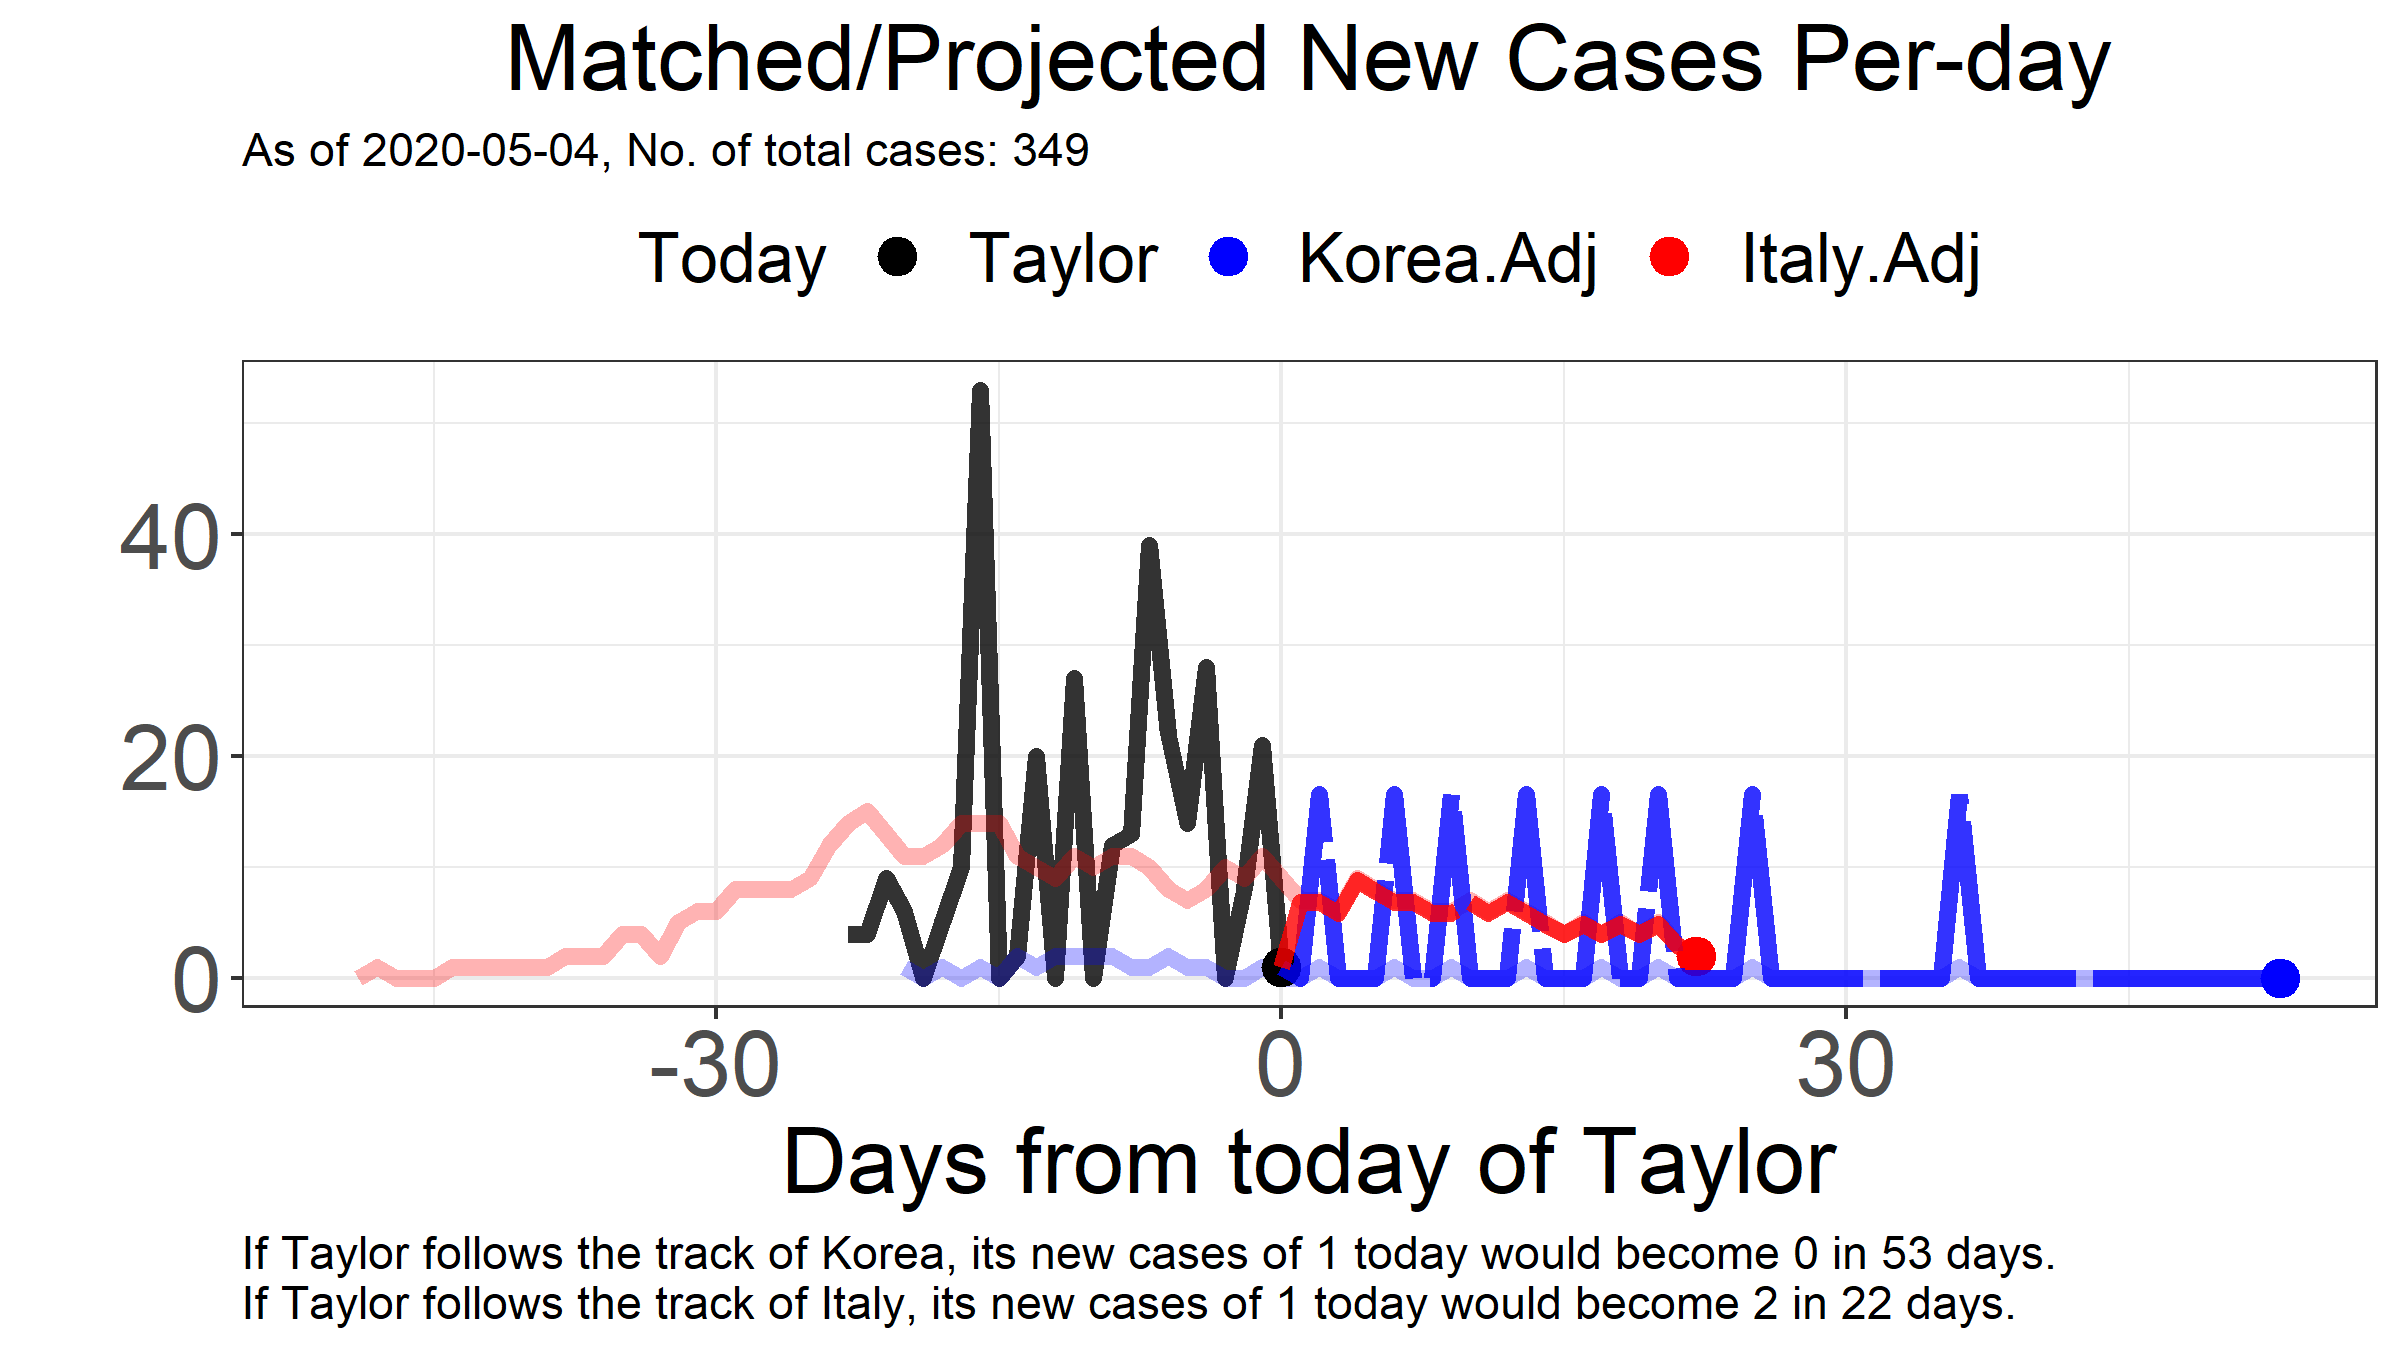 Matched/Projected New Cases Per-day
As of 2020-05-04, No. of total cases: 349
Today Taylor Korea.Adj Italy.Adj
40
20
0
-30 0 30
Days from today of Taylor
If Taylor follows the track of Korea, its new cases of 1 today would become 0 in 53 days.
If Taylor follows the track of Italy, its new cases of 1 today would become 2 in 22 days.